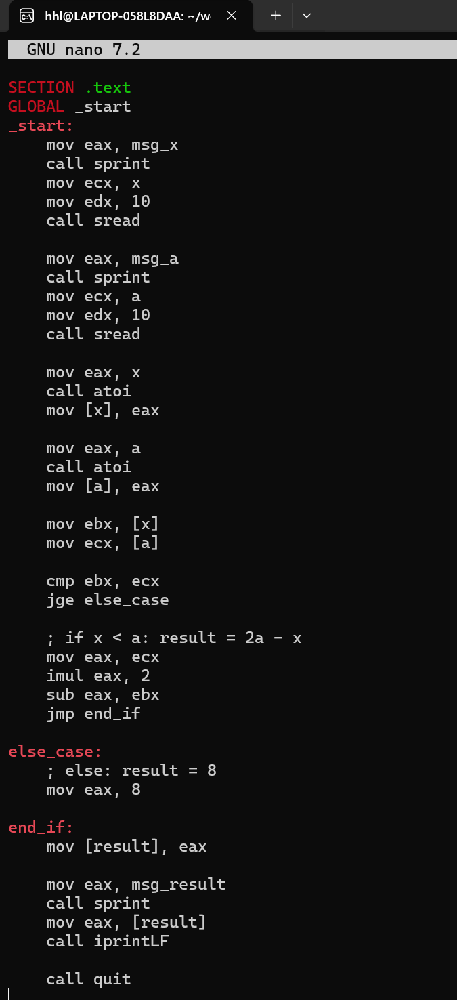 hhl@LAPTOP-058L8DAA: ~/w
GNU nano 7.2
SECTION .text
GLOBAL _start
_start:
mov eax, msg_x
call sprint
mov ecx, x
mov edx, 10
call sread
mov eax, msg_a
call sprint
mov ecx, a
mov edx, 10
call sread
mov eax, x
call atoi
mov [x], eax
mov eax, a
call atoi
mov [a], eax
mov ebx, [x]
mov ecx, [a]
cmp ebx, ecx
jge else_case
; if x < a: result = 2a - x
mov eax, ecx
imul eax, 2
sub eax, ebx
jmp end_if
else_case:
; else: result = 8
mov eax, 8
end_if:
mov [result], eax
mov eax, msg_result
call sprint
mov eax, [result]
call iprintLF
call quit